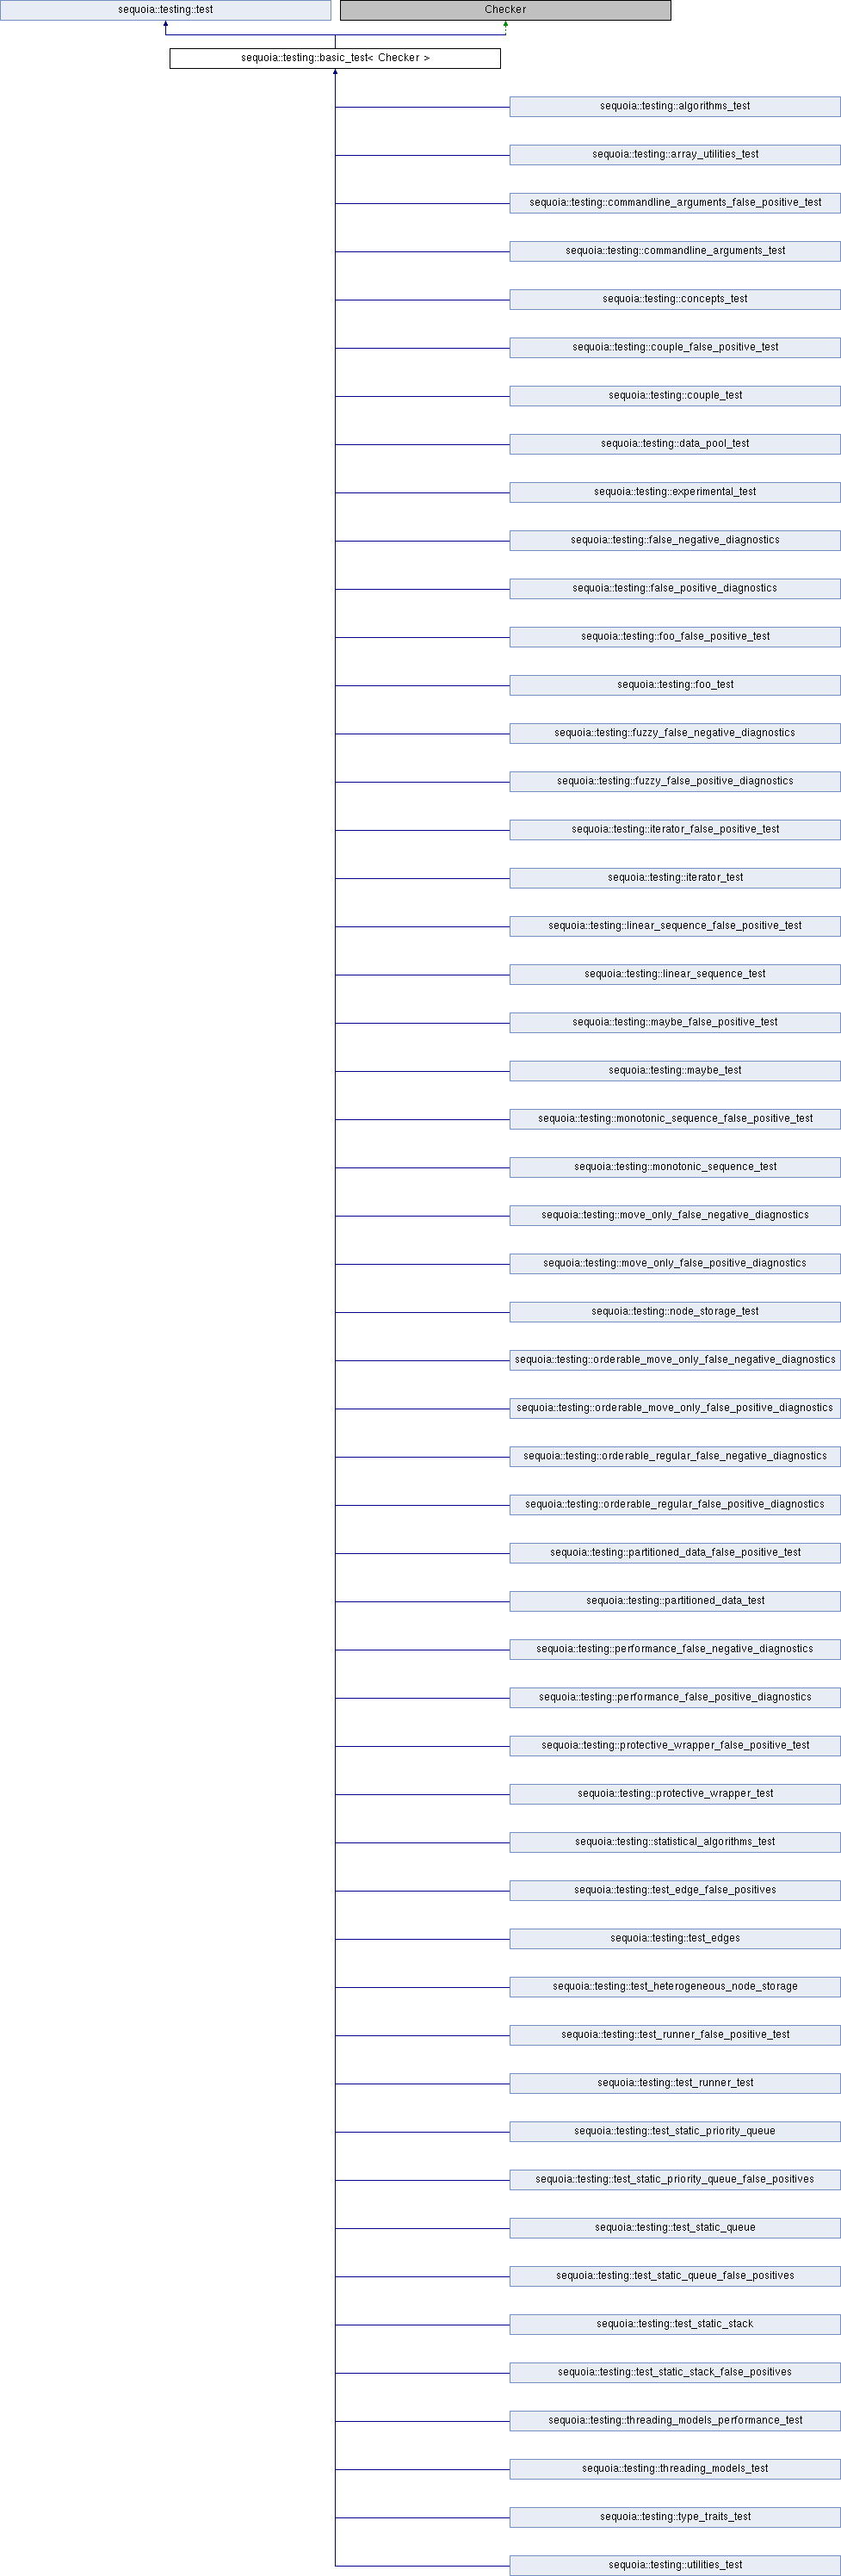 sequoia::testing::test
Checker
sequoia::testing::basic_test< Checker >
sequoia::testing::algorithms_test
sequoia::testing::array_utilities_test
sequoia::testing::commandline_arguments_false_positive_test
sequoia::testing::commandline_arguments_test
sequoia::testing::concepts_test
sequoia::testing::couple_false_positive_test
sequoia::testing::couple_test
sequoia::testing::data_pool_test
sequoia::testing::experimental_test
sequoia::testing::false_negative_diagnostics
sequoia::testing::false_positive_diagnostics
sequoia::testing::foo_false_positive_test
sequoia::testing::foo_test
sequoia::testing::fuzzy_false_negative_diagnostics
sequoia::testing::fuzzy_false_positive_diagnostics
sequoia::testing::iterator_false_positive_test
sequoia::testing::iterator_test
sequoia::testing::linear_sequence_false_positive_test
sequoia::testing::linear_sequence_test
sequoia::testing::maybe_false_positive_test
sequoia::testing::maybe_test
sequoia::testing::monotonic_sequence_false_positive_test
sequoia::testing::monotonic_sequence_test
sequoia::testing::move_only_false_negative_diagnostics
sequoia::testing::move_only_false_positive_diagnostics
sequoia::testing::node_storage_test
sequoia::testing::orderable_move_only_false_negative_diagnostics
sequoia::testing::orderable_move_only_false_positive_diagnostics
sequoia::testing::orderable_regular_false_negative_diagnostics
sequoia::testing::orderable_regular_false_positive_diagnostics
sequoia::testing::partitioned_data_false_positive_test
sequoia::testing::partitioned_data_test
sequoia::testing::performance_false_negative_diagnostics
sequoia::testing::performance_false_positive_diagnostics
sequoia::testing::protective_wrapper_false_positive_test
sequoia::testing::protective_wrapper_test
sequoia::testing::statistical_algorithms_test
sequoia::testing::test_edge_false_positives
sequoia::testing::test_edges
sequoia::testing::test_heterogeneous_node_storage
sequoia::testing::test_runner_false_positive_test
sequoia::testing::test_runner_test
sequoia::testing::test_static_priority_queue
sequoia::testing::test_static_priority_queue_false_positives
sequoia::testing::test_static_queue
sequoia::testing::test_static_queue_false_positives
sequoia::testing::test_static_stack
sequoia::testing::test_static_stack_false_positives
sequoia::testing::threading_models_performance_test
sequoia::testing::threading_models_test
sequoia::testing::type_traits_test
sequoia::testing::utilities_test